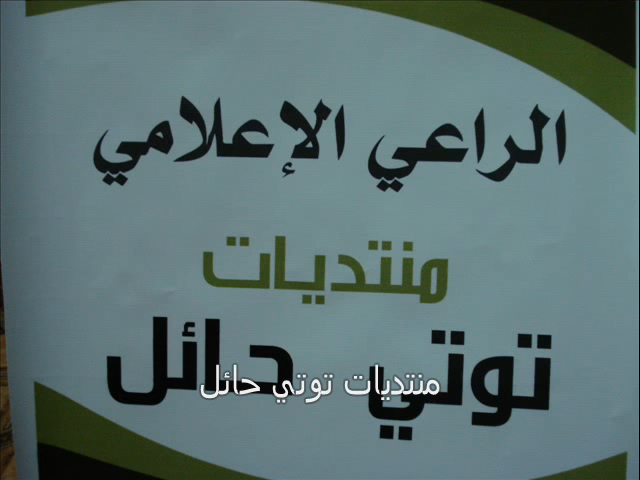 الراعي الإعلامي
منتديات
توتي حائل
منتديات توتي حائل